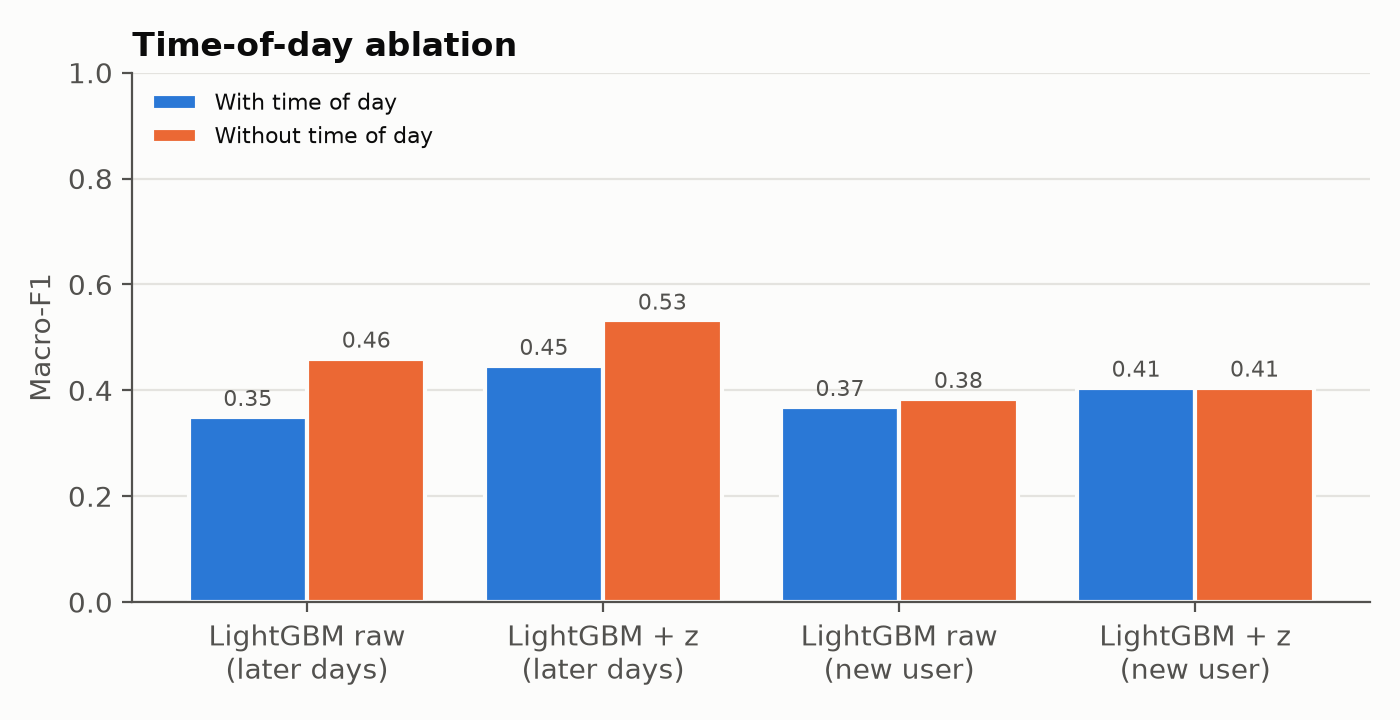 Time-of-day ablation
1.0
0.8
0.6
0.4
0.2
0.0
Macro-F1
With time of day
Without time of day
0.35
0.46
0.45
0.53
0.37
0.38
0.41
0.41
LightGBM raw
(later days)
LightGBM + z
(later days)
LightGBM raw
(new user)
LightGBM + z
(new user)